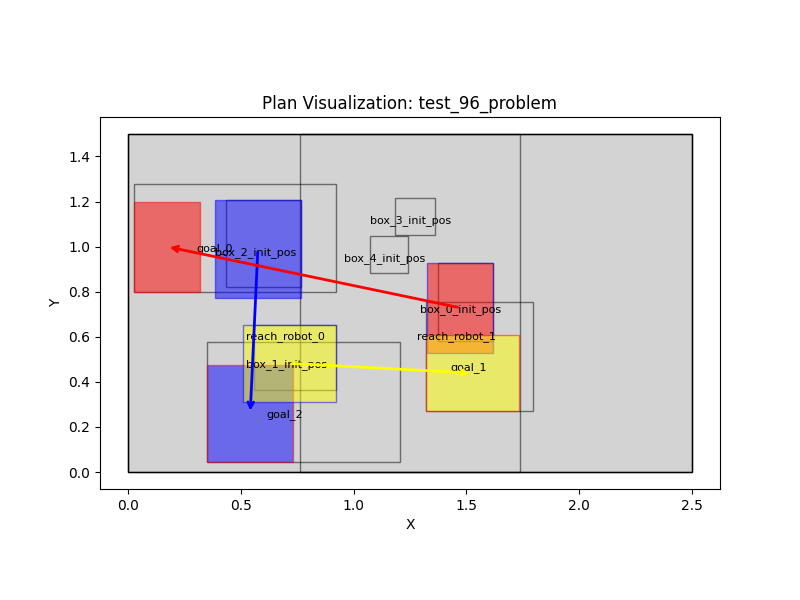 Plan Visualization: test_96_problem
1.4
1.2
1.0
0.8
0.6
0.4
0.2
0.0
Y
box_3_init_pos
goal_0
box_2_init_pos
box_4_init_pos
box_0_init_pos
reach_robot_0
reach_robot_1
box_1_init_pos
goal_1
goal_2
0.0 0.5 1.0 1.5 2.0 2.5
X